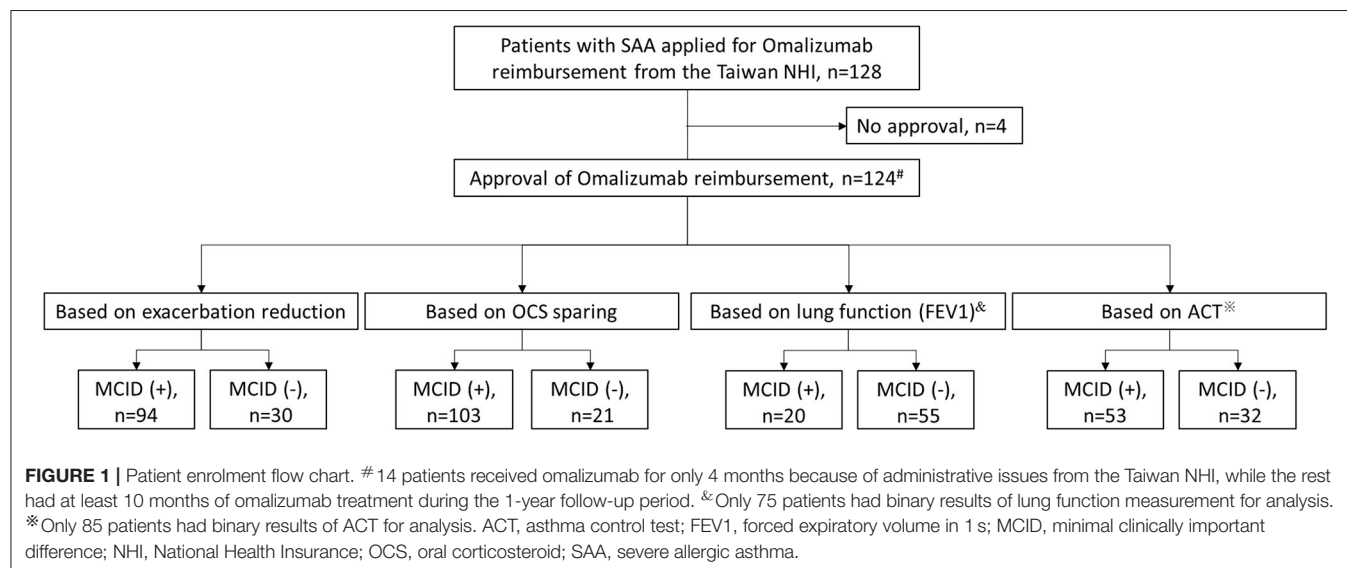 Patients with SAA applied for Omalizumab
reimbursement from the Taiwan NHI, n=128
No approval, n=4
Approval of Omalizumab reimbursement, n=124#
Based on exacerbation reduction
Based on OCS sparing
Based on lung function (FEV1)&
Based on ACT※
MCID (+),
n=94
MCID (-),
n=30
MCID (+),
n=103
MCID (-),
n=21
MCID (+),
n=20
MCID (-),
n=55
MCID (+),
n=53
MCID (-),
n=32
FIGURE 1 | Patient enrolment flow chart. #14 patients received omalizumab for only 4 months because of administrative issues from the Taiwan NHI, while the rest
had at least 10 months of omalizumab treatment during the 1-year follow-up period. &Only 75 patients had binary results of lung function measurement for analysis.
※Only 85 patients had binary results of ACT for analysis. ACT, asthma control test; FEV1, forced expiratory volume in 1 s; MCID, minimal clinically important
difference; NHI, National Health Insurance; OCS, oral corticosteroid; SAA, severe allergic asthma.